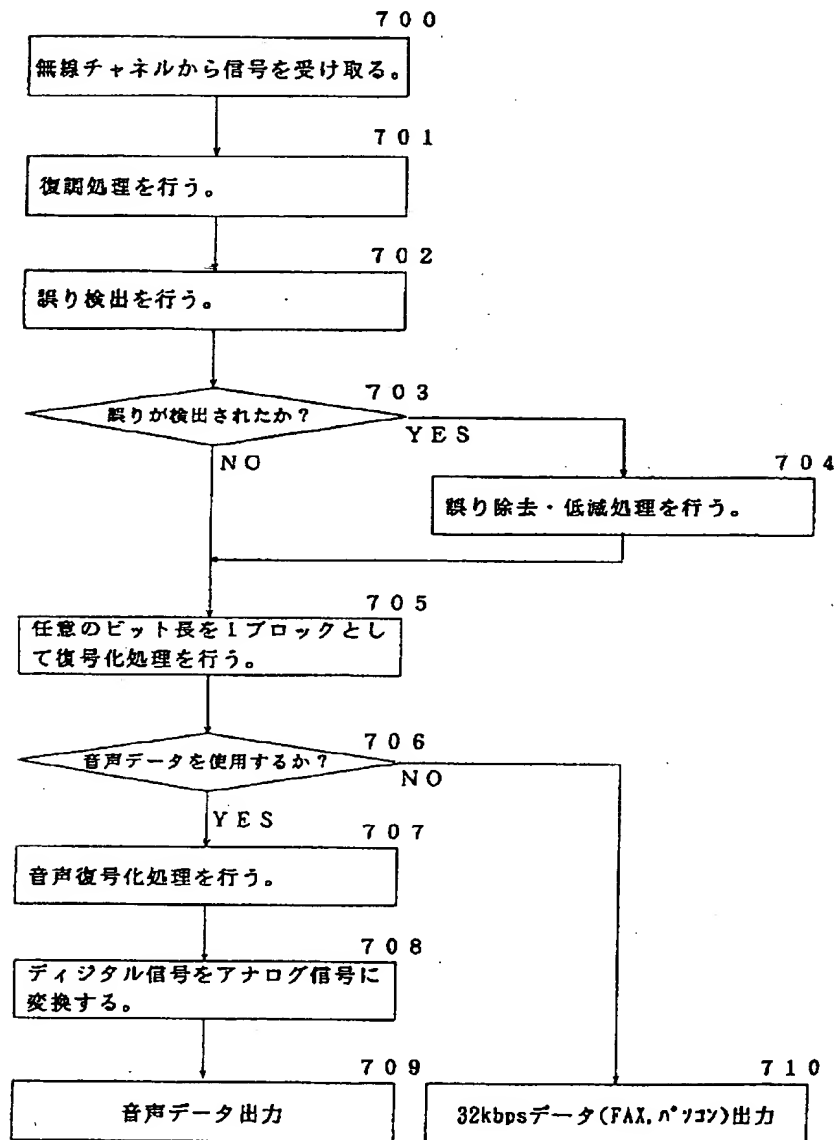 700
無線チャネルから信号を受け取る。
701
復調処理を行う。
702
誤り検出を行う。
703
誤りが検出されたか？
YES
NO
704
誤り除去・低減処理を行う。
705
任意のビット長を1ブロックとし
て復号化処理を行う。
706
音声データを使用するか？
NO
YES
707
音声復号化処理を行う。
708
ディジタル信号をアナログ信号に
変換する。
709
音声データ出力
710
32kbpsデータ(FAX,パソコン)出力